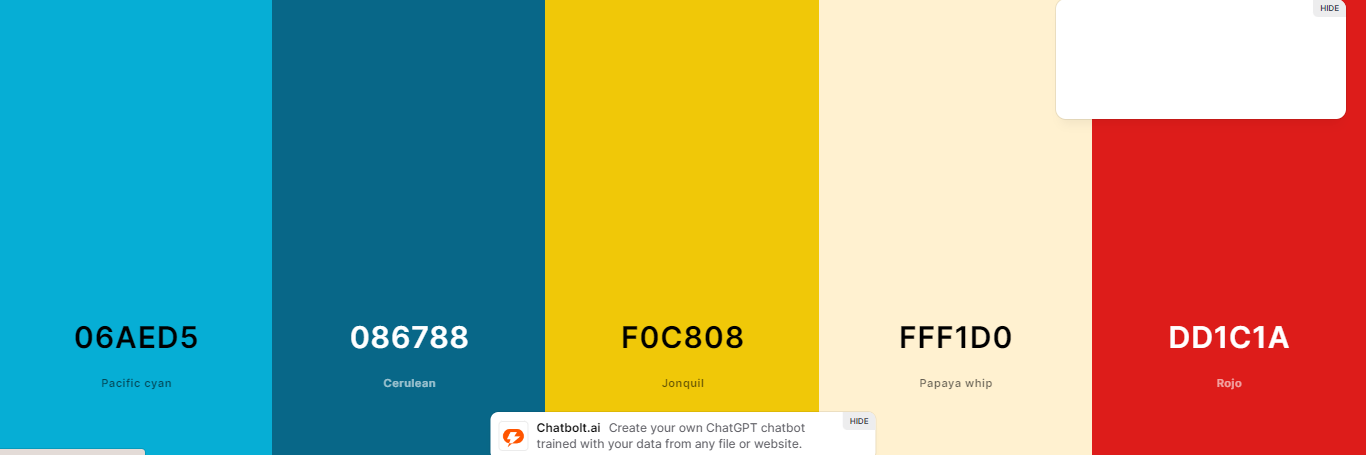 HIDE
06AED5
Pacific cyan
086788
Cerulean
F0C808
Jonquil
FFF1D0
Papaya whip
DD1C1A
Rojo
Chatbolt.ai Create your own ChatGPT chatbot
trained with your data from any file or website.
HIDE